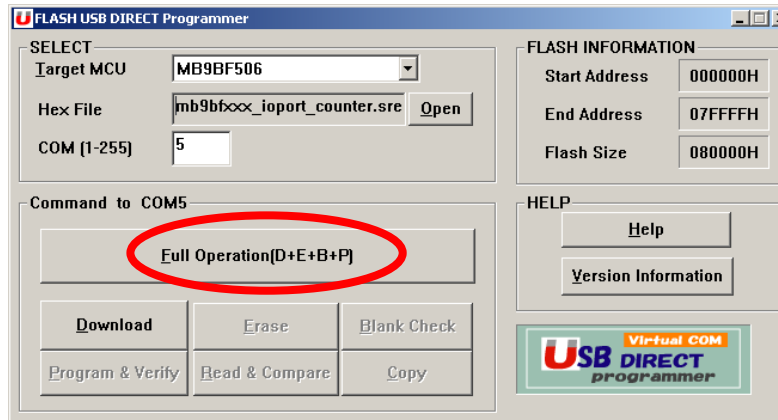 FLASH USB DIRECT Programmer
SELECT
Target MCU
MB9BF506
Hex File
mb9bfxxx_ioport_counter.sre
Open
COM (1-255)
5
FLASH INFORMATION
Start Address
000000H
End Address
07FFFFH
Flash Size
080000H
Command to COM5
Full Operation(D+E+B+P)
Download
Erase
Blank Check
Program & Verify
Read & Compare
Copy
HELP
Help
Version Information
Virtual COM
USB DIRECT
programmer